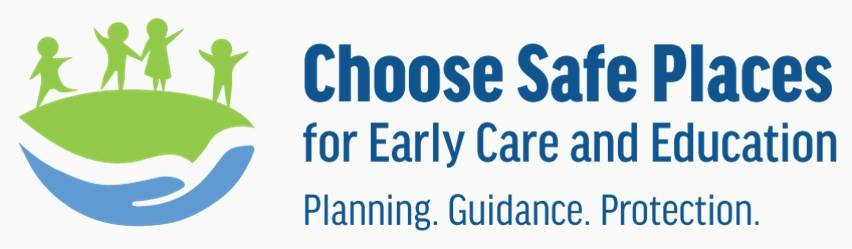 Choose Safe Places
for Early Care and Education
Planning. Guidance. Protection.